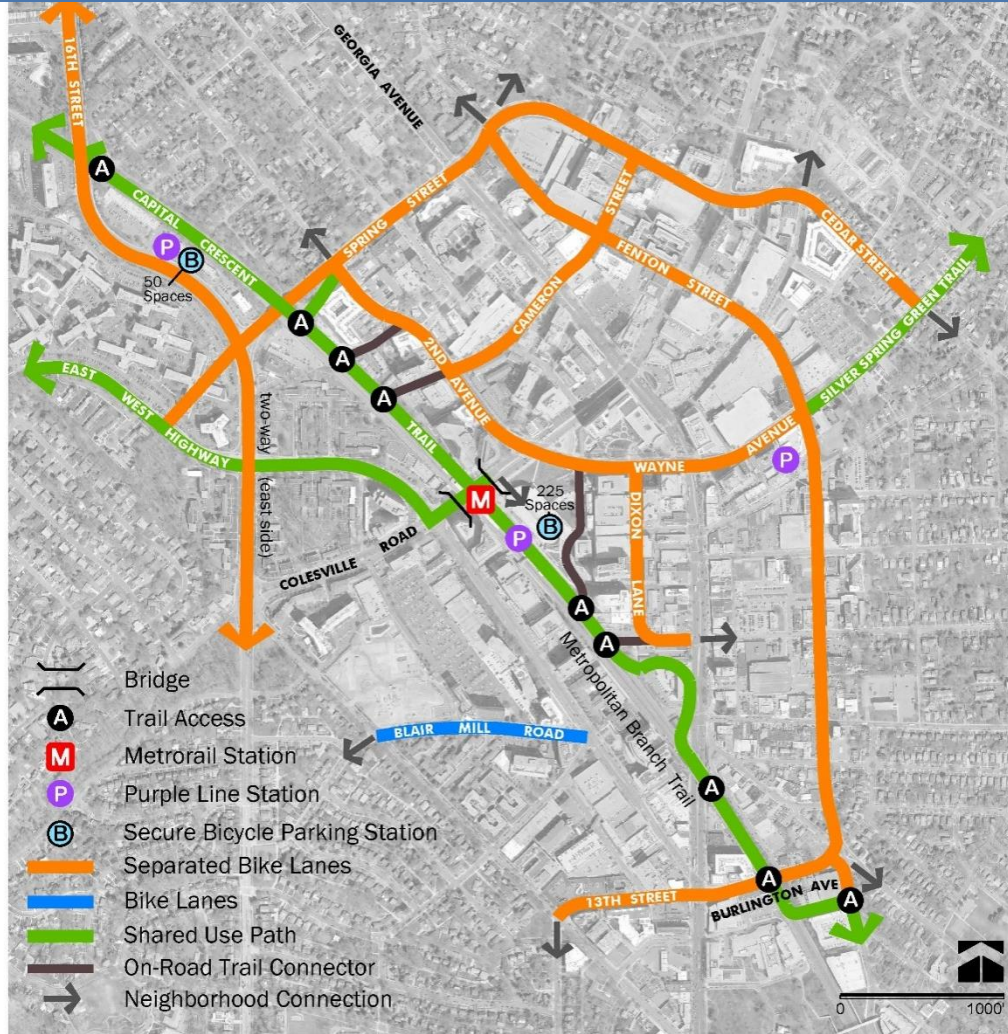 16TH STREET
GEORGIA AVENUE
A
CAPITAL CRESCENT
TRAIL
P
B
50
Spaces
SPRING STREET
CAMERON
STREET
FENTON STREET
CEDAR STREET
SILVER SPRING GREEN TRAIL
A
A
A
2ND AVENUE
EAST
WEST HIGHWAY
two-way (east side)
WAYNE AVENUE
P
M
225
Spaces
B
P
COLESVILLE ROAD
DIXON LANE
A
A
Metropolitan Branch Trail
BLAIR MILL ROAD
A
A
13TH STREET
BURLINGTON AVE
A
Bridge
A Trail Access
M Metrorail Station
P Purple Line Station
B Secure Bicycle Parking Station
Separated Bike Lanes
Bike Lanes
Shared Use Path
On-Road Trail Connector
Neighborhood Connection
0 1000'